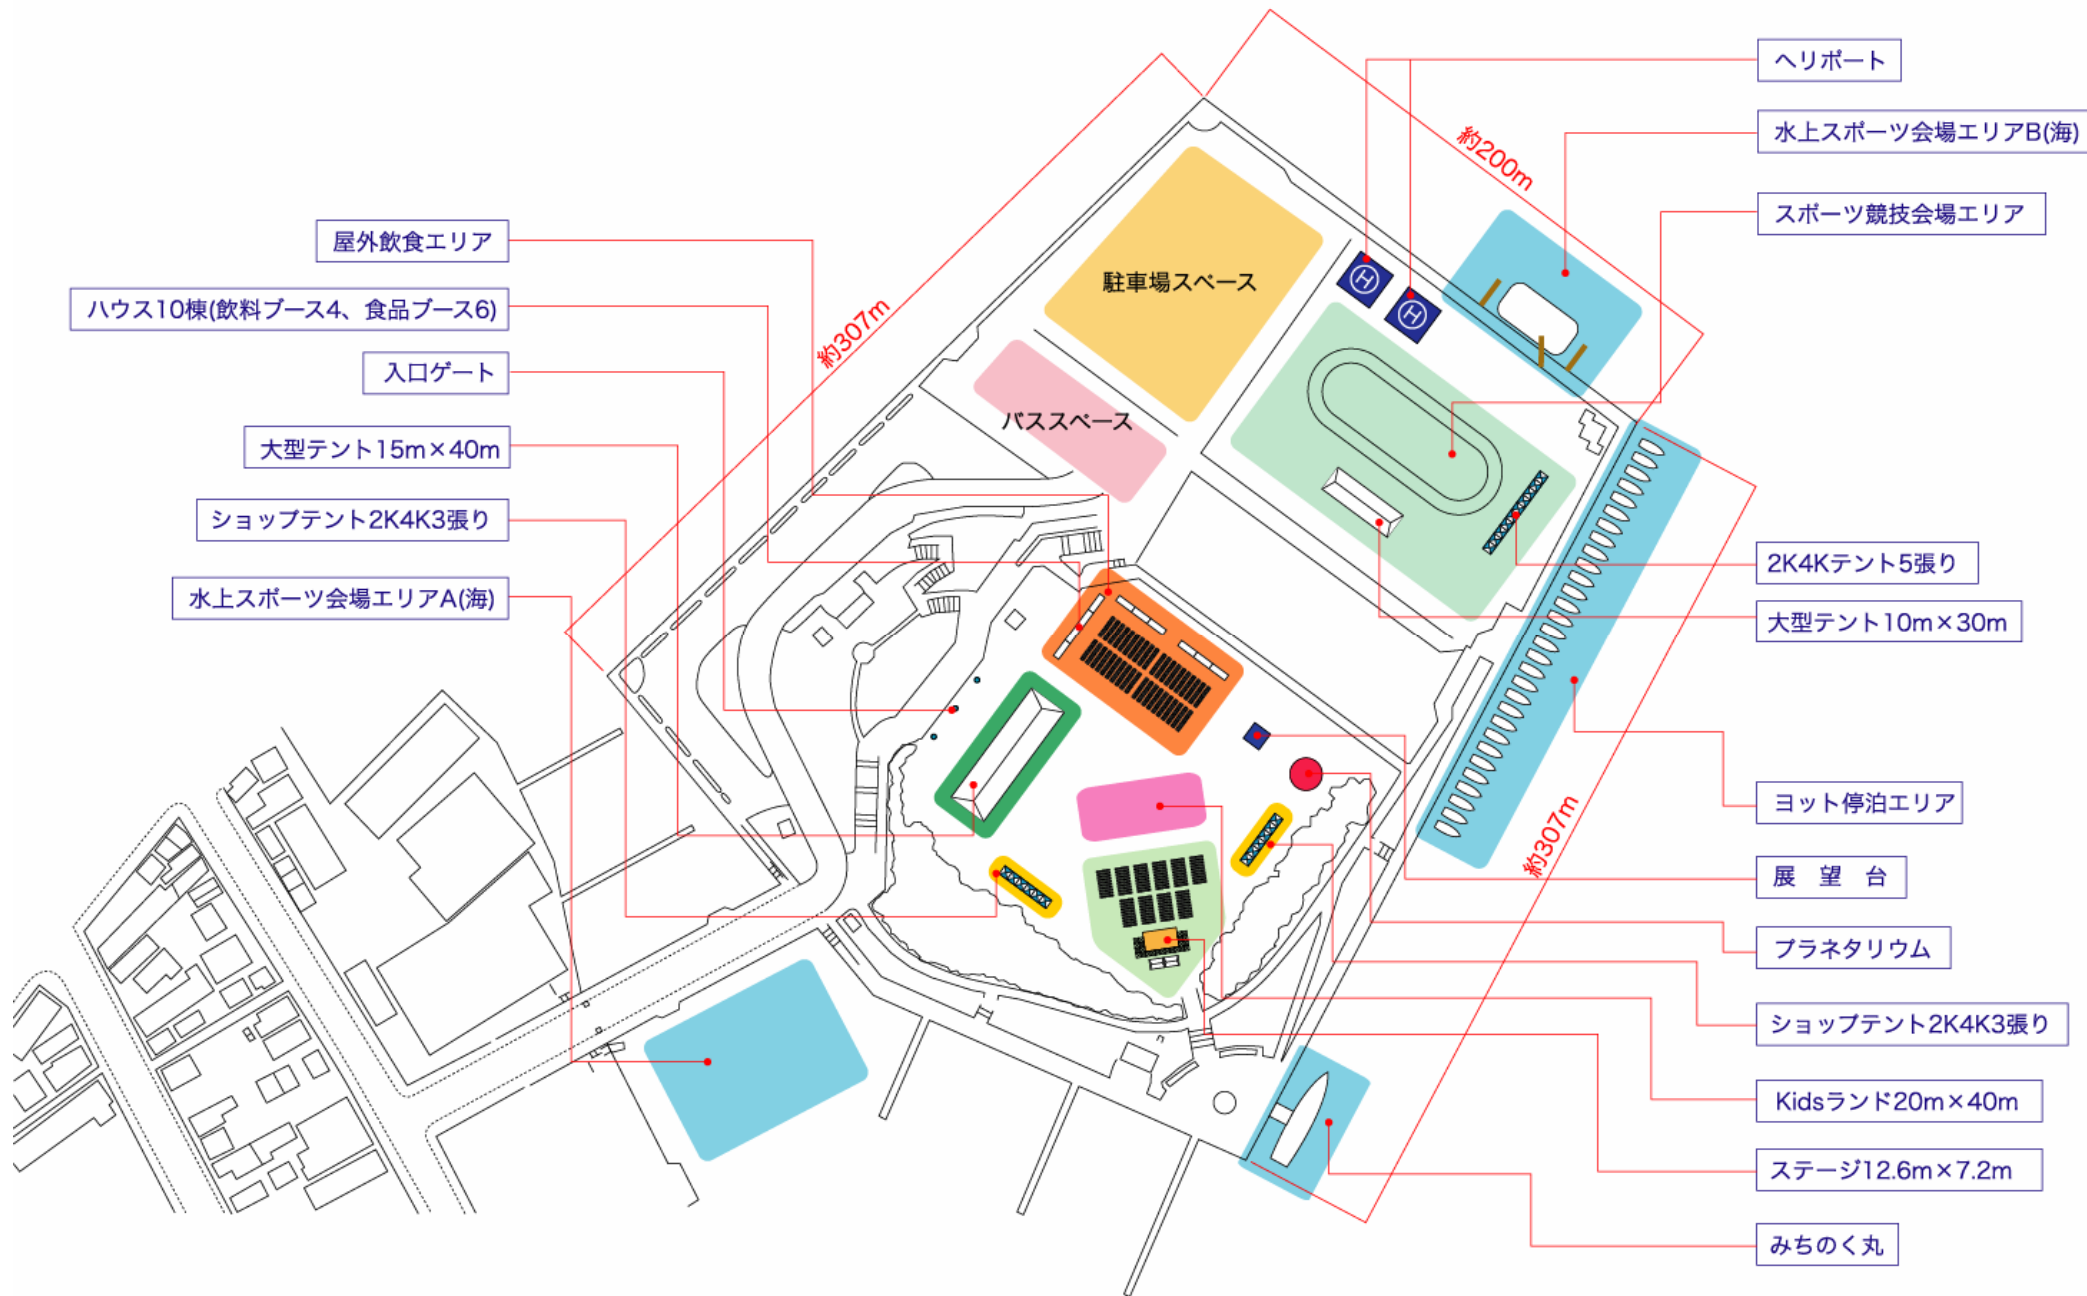 ヘリポート
水上スポーツ会場エリアB(海)
スポーツ競技会場エリア
約200m
屋外飲食エリア
ハウス10棟(飲料ブース4、食品ブース6)
入口ゲート
大型テント15m×40m
ショップテント2K4K3張り
水上スポーツ会場エリアA(海)
約307m
駐車場スペース
バススペース
H
H
2K4Kテント5張り
大型テント10m×30m
ヨット停泊エリア
約307m
展 望 台
プラネタリウム
ショップテント2K4K3張り
Kidsランド20m×40m
ステージ12.6m×7.2m
みちのく丸